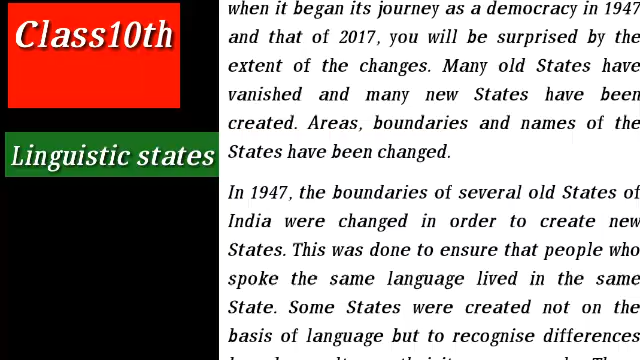 Class10th
Linguistic states
when it began its journey as a democracy in 1947
and that of 2017, you will be surprised by the
extent of the changes. Many old States have
vanished and many new States have been
created. Areas, boundaries and names of the
States have been changed.
In 1947, the boundaries of several old States of
India were changed in order to create new
States. This was done to ensure that people who
spoke the same language lived in the same
State. Some States were created not on the
basis of language but to recognise differences